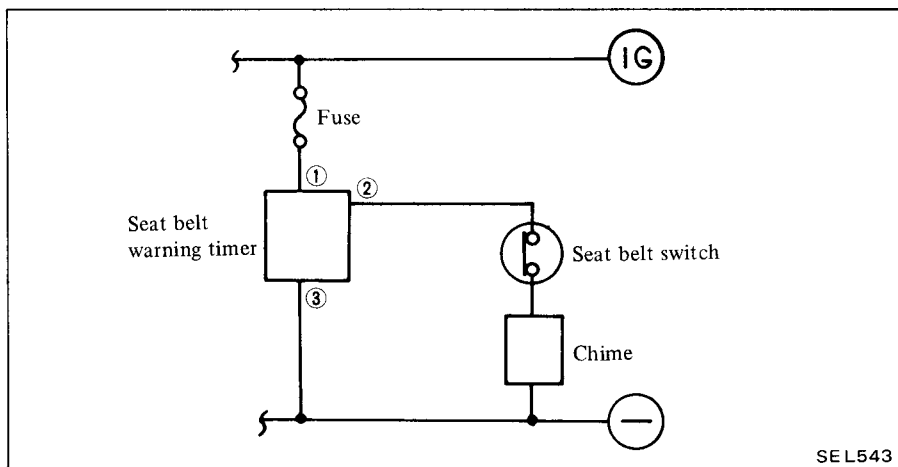 IG
Fuse
①
②
Seat belt
warning timer
Seat belt switch
③
Chime
SEL543